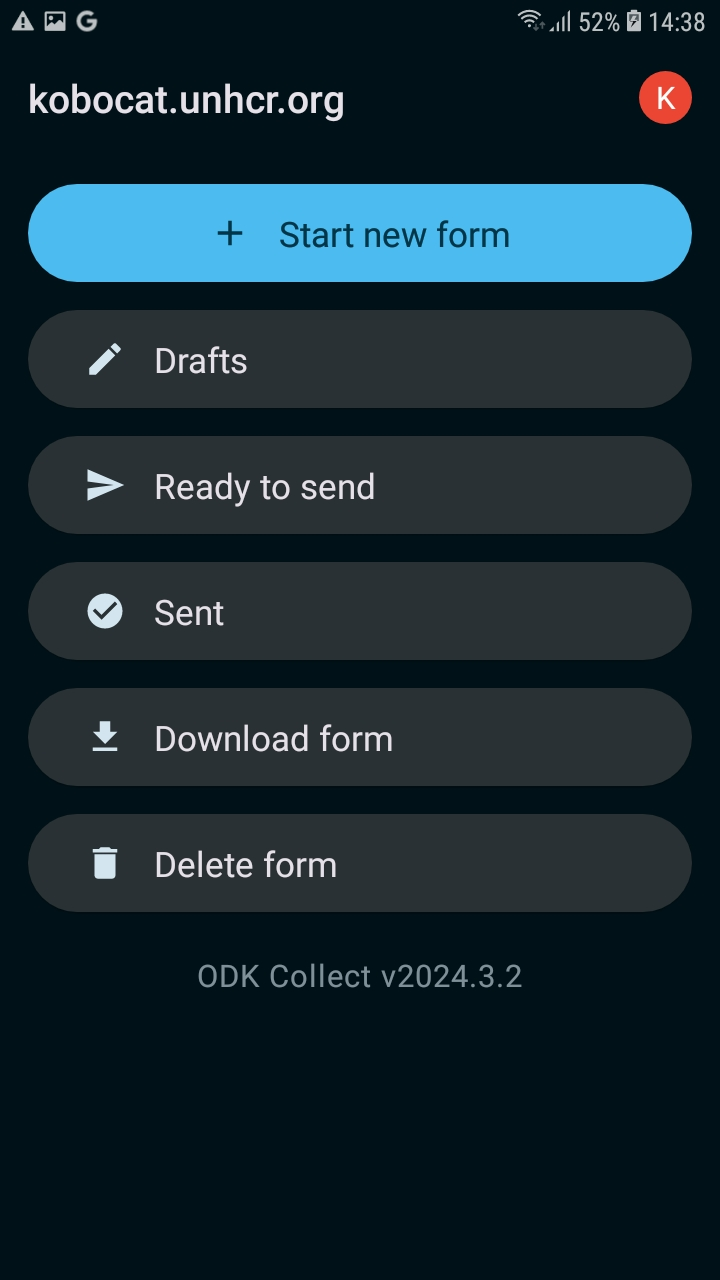 52% 14:38
kobocat.unhcr.org
K
Start new form
Drafts
Ready to send
Sent
Download form
Delete form
ODK Collect v2024.3.2